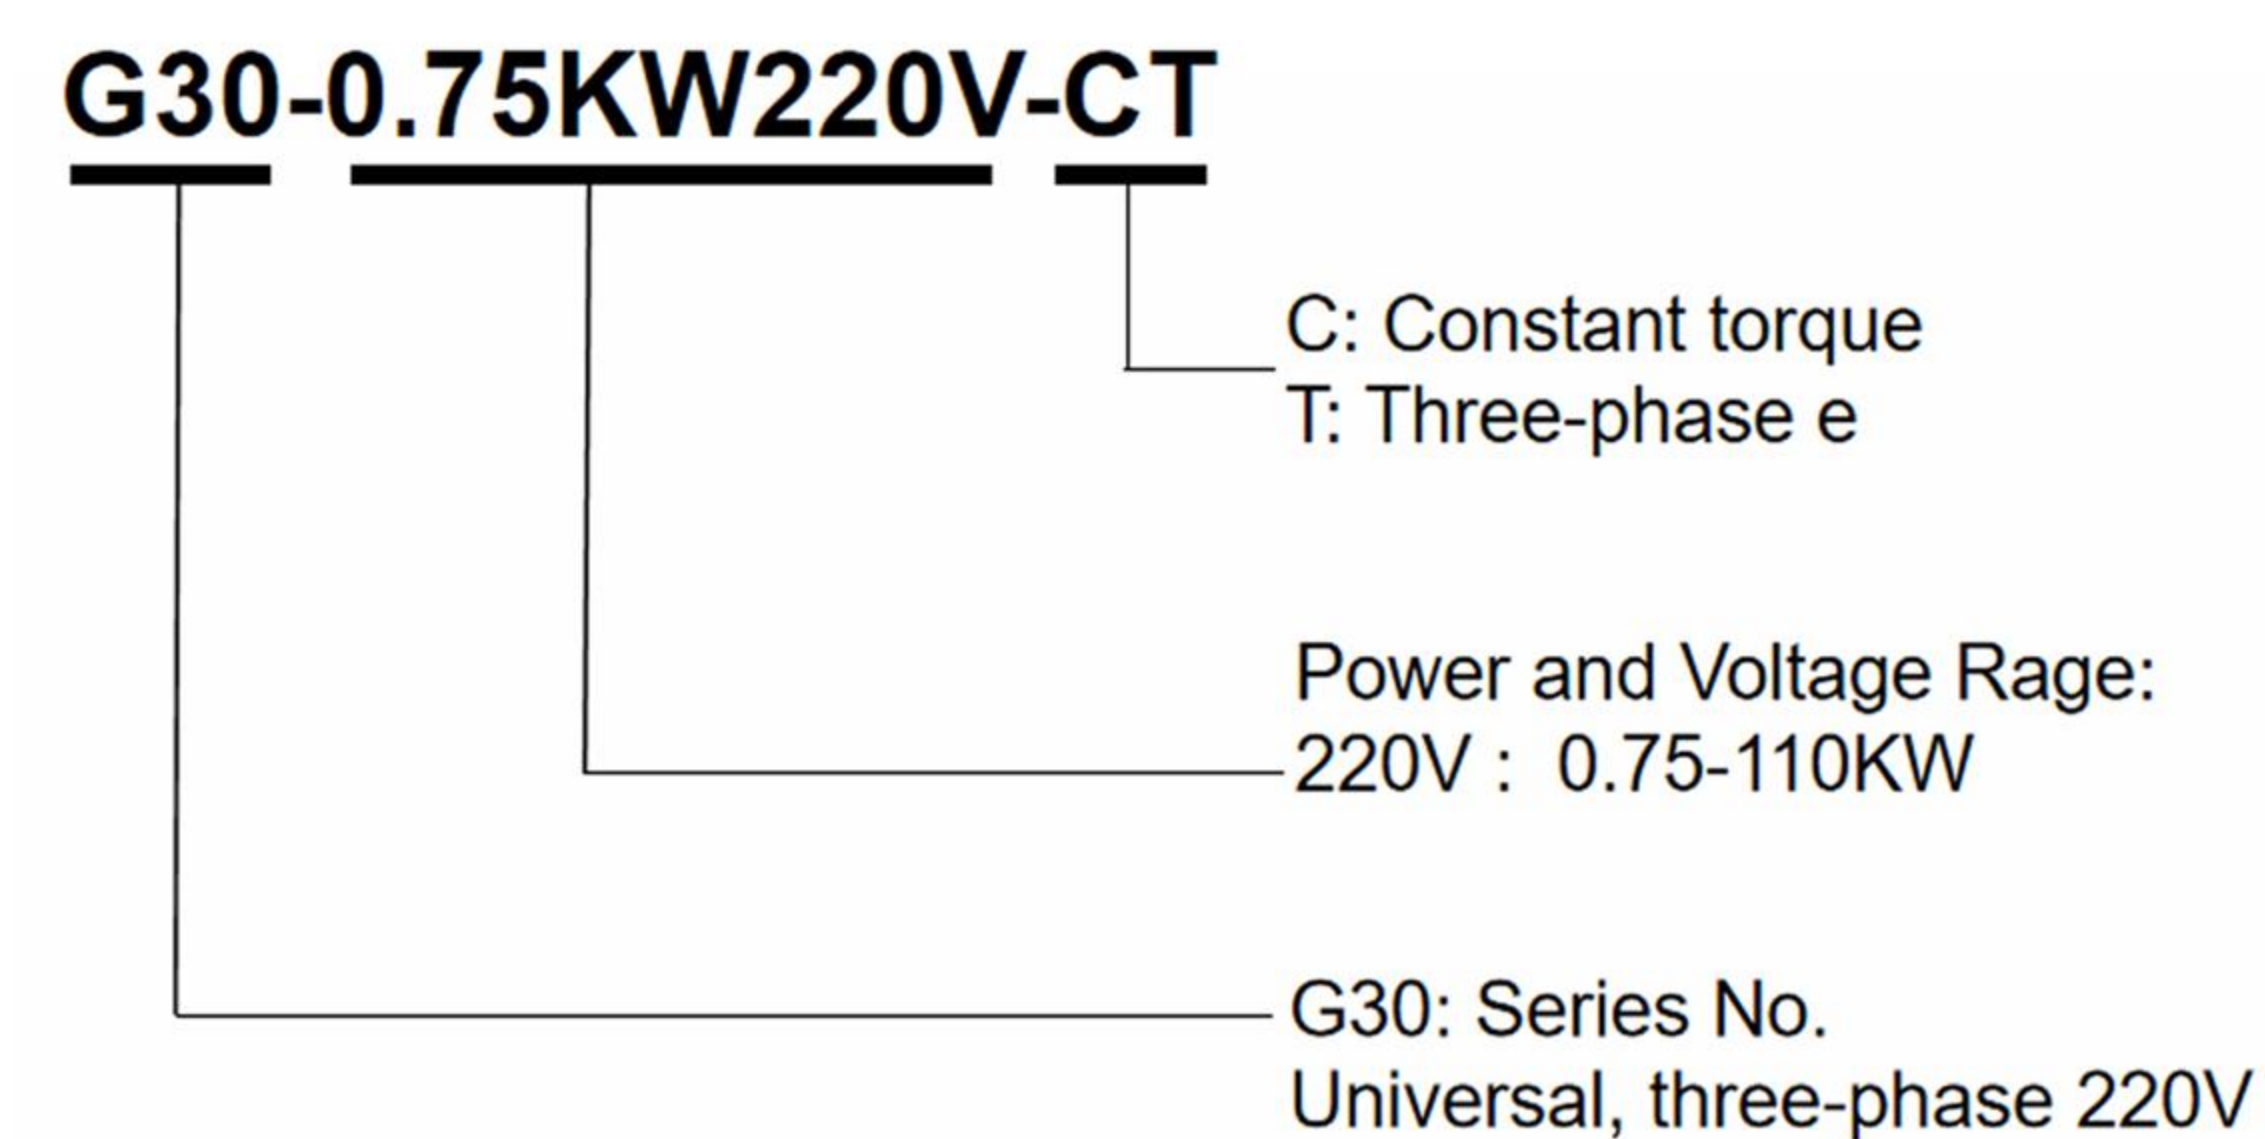 G30-0.75KW220V-CT
C: Constant torque
T: Three-phase e
Power and Voltage Rage:
220V : 0.75-110KW
G30: Series No.
Universal, three-phase 220V